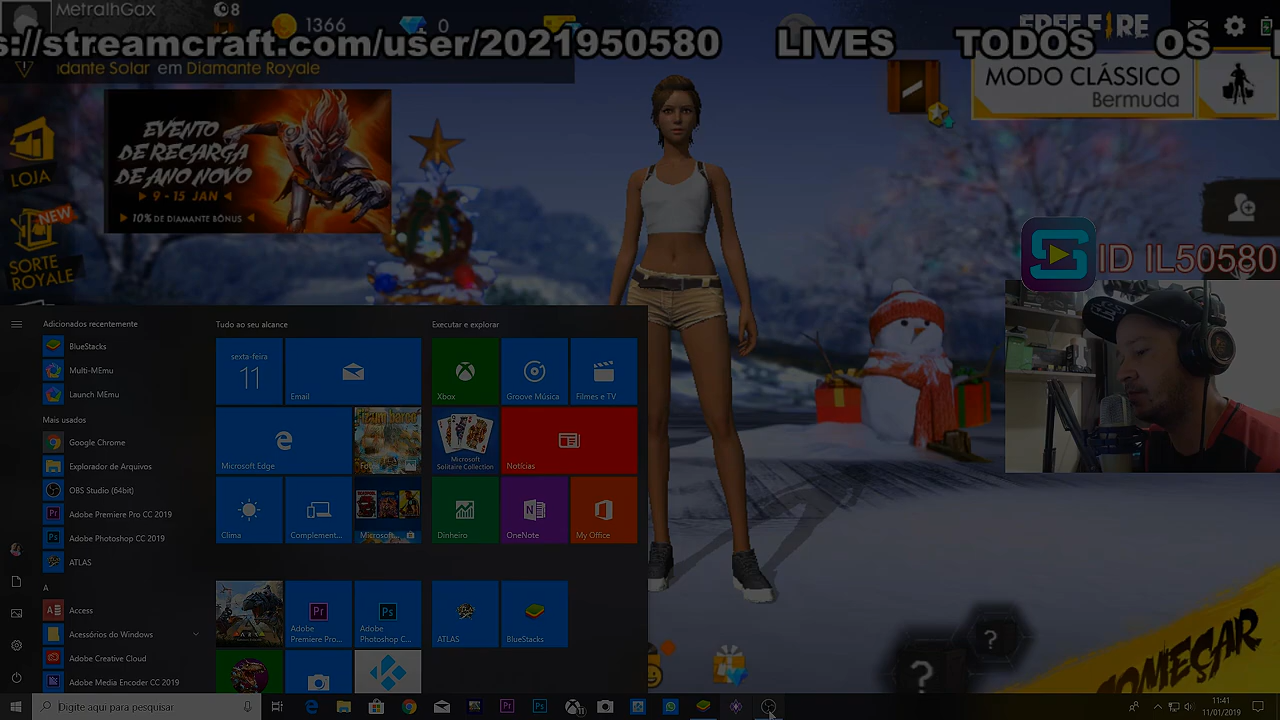 MetralhGax
8
1366
0
FREE FIRE
s://streamcraft.com/user/2021950580 LIVES TODOS OS
dante Solar em Diamante Royale
MODO CLÁSSICO
Bermuda
EVENTO
DE RECARGA
DE ANO NOVO
9 - 15 JAN
10% DE DIAMANTE BÔNUS
LOJA
NEW
SORTE
ROYALE
ID IL50580
Adicionados recentemente
BlueStacks
Multi-MEmu
Launch MEmu
Mais usados
Google Chrome
Explorador de Arquivos
OBS Studio (64bit)
Adobe Premiere Pro CC 2019
Adobe Photoshop CC 2019
ATLAS
A
Access
Acessórios do Windows
Adobe Creative Cloud
Adobe Media Encoder CC 2019
Tudo ao seu alcance
sexta-feira
11
Email
Microsoft Edge
Clima
Complement...
Microsoft...
Adobe
Premiere Pro...
Adobe
Photoshop C...
Executar e explorar
Xbox
Groove Música
Filmes e TV
Microsoft
Solitaire Collection
Notícias
Dinheiro
OneNote
My Office
ATLAS
BlueStacks
?
?
COMEÇAR
Digite aqui para pesquisar
11:41
11/01/2019